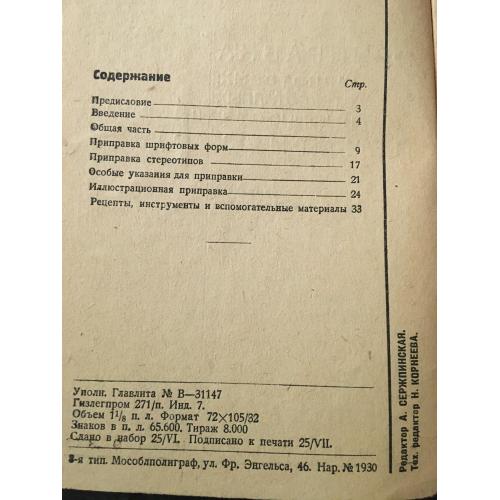 Содержание
Стр.
Предисловие 3
Введение 4
Общая часть
Приправка шрифтовых форм 9
Приправка стереотипов 17
Особые указания для приправки 21
Иллюстрационная приправка 24
Рецепты, инструменты и вспомогательные материалы 33
Редактор А. СЕРЖПИНСКАЯ.
Тех. редактор Н. КОРНЕЕВА.
Уполн. Главлита № В—31147
Гизлегпром 271/п. Инд. 7.
Объем 1⅛ п. л. Формат 72×105/32
Знаков в п. л. 65.600. Тираж 8.000
Сдано в набор 25/VI. Подписано к печати 25/VII.
3-я тип. Мособлполиграф, ул. Фр. Энгельса, 46. Нар. № 1930